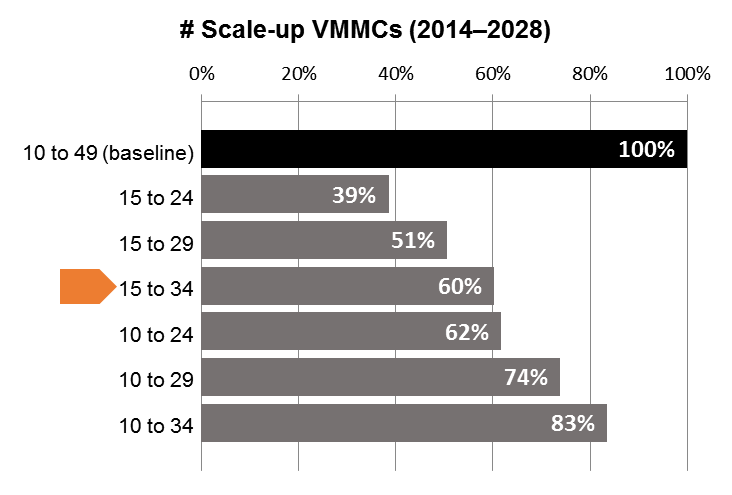 # Scale-up VMMCs (2014–2028)
0% 20% 40% 60% 80% 100%
10 to 49 (baseline) 100%
15 to 24 39%
15 to 29 51%
15 to 34 60%
10 to 24 62%
10 to 29 74%
10 to 34 83%